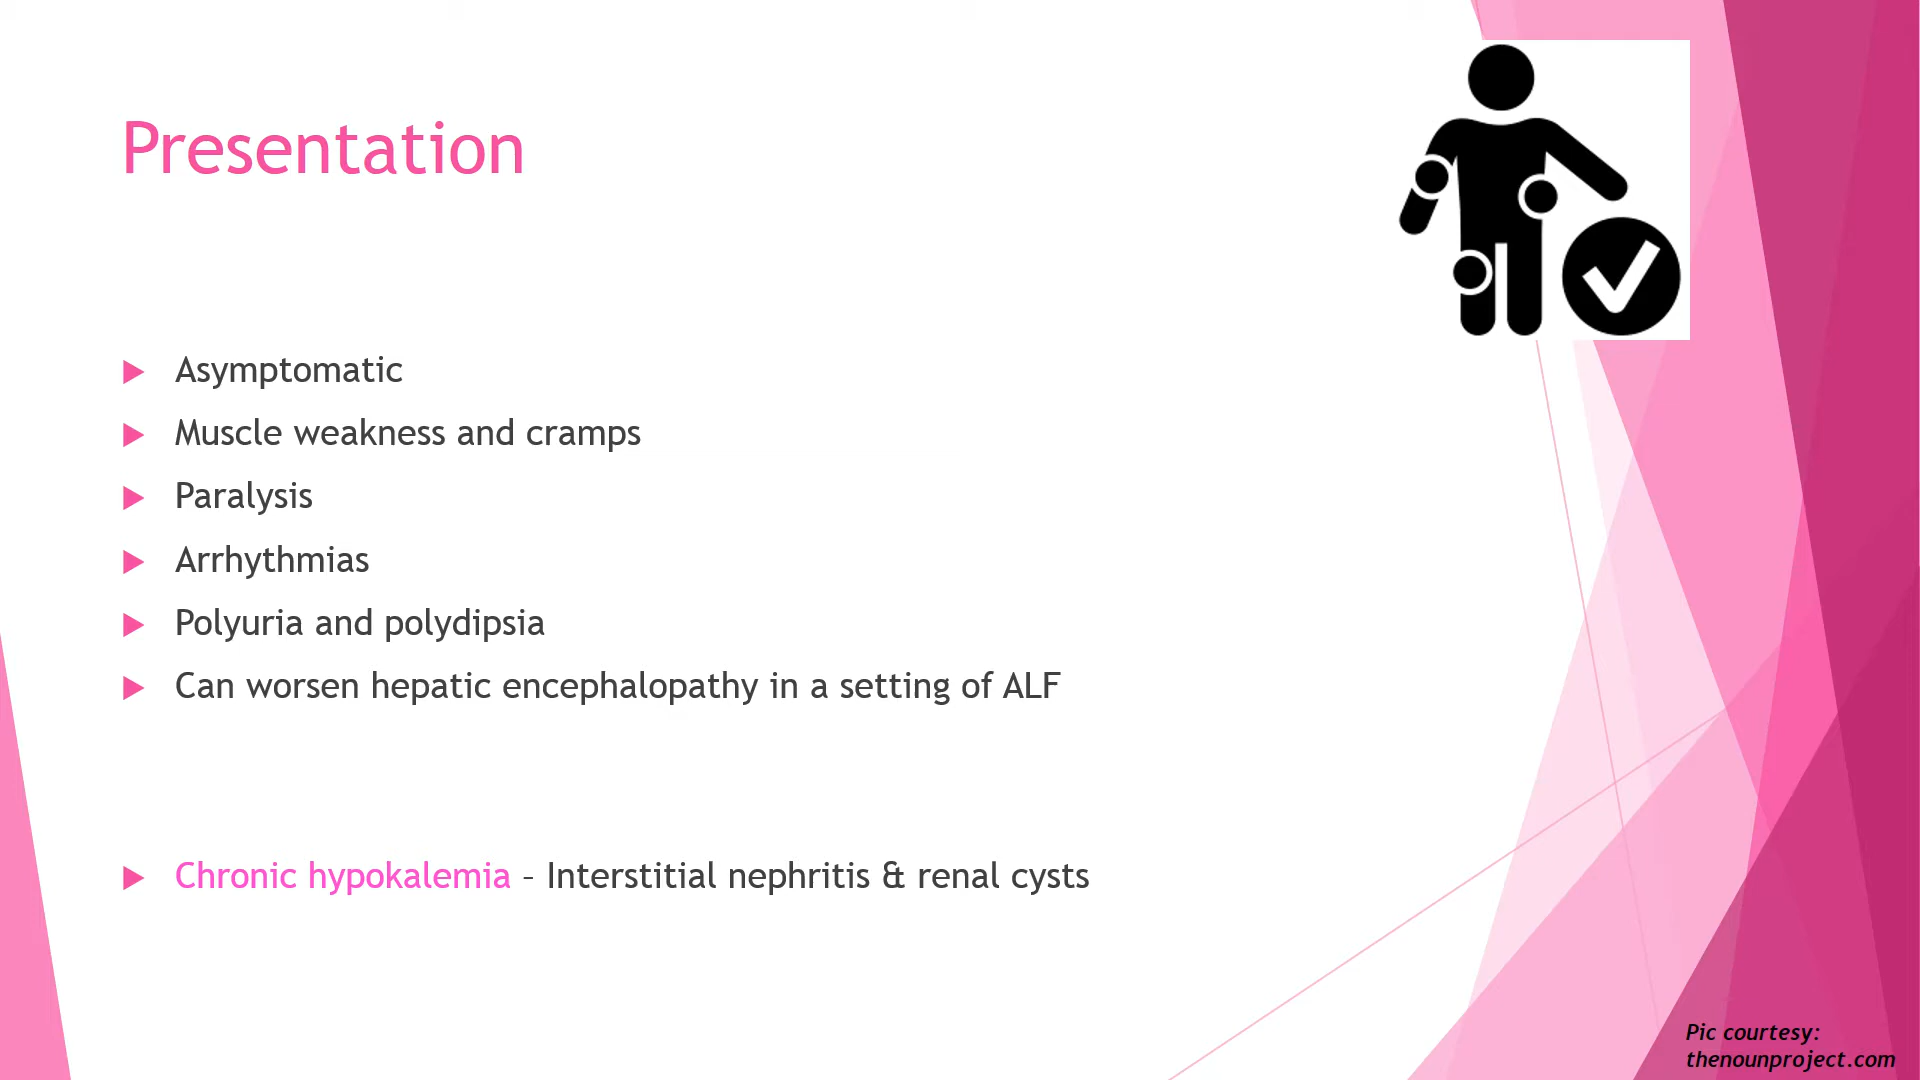 Presentation
Asymptomatic
Muscle weakness and cramps
Paralysis
Arrhythmias
Polyuria and polydipsia
Can worsen hepatic encephalopathy in a setting of ALF
Chronic hypokalemia – Interstitial nephritis & renal cysts
Pic courtesy:
thenounproject.com